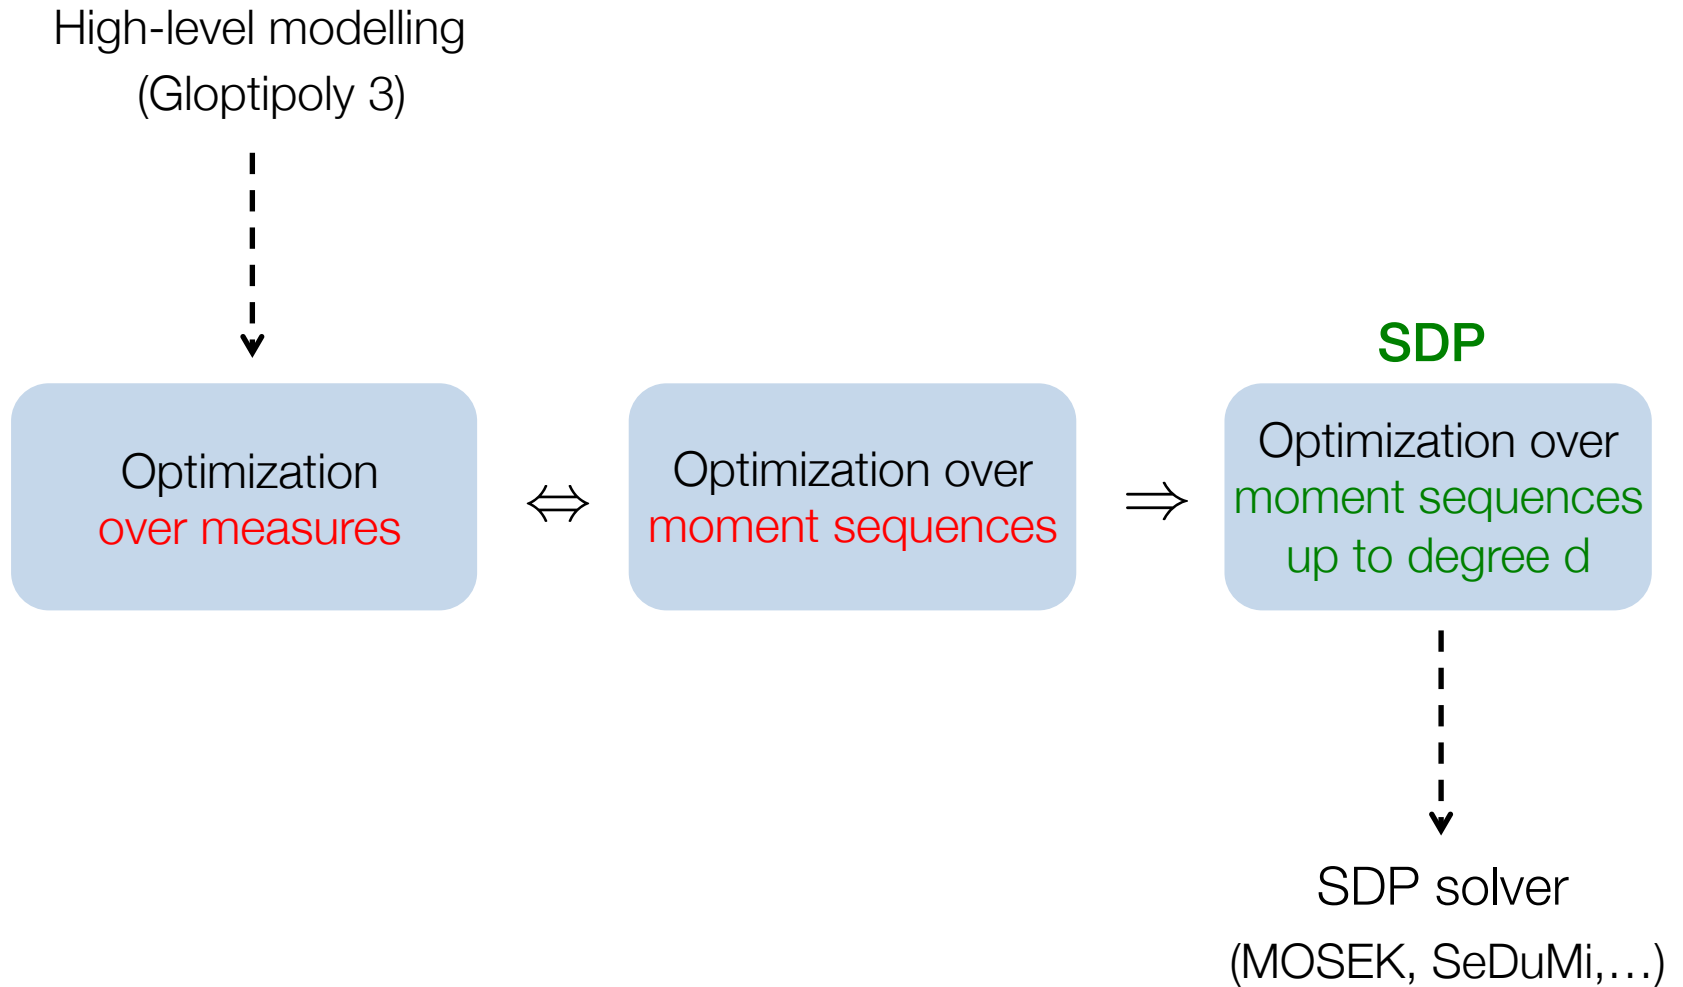 High-level modelling
(Gloptipoly 3)
Optimization
over measures
⇔
Optimization over
moment sequences
⇒
SDP
Optimization over
moment sequences
up to degree d
SDP solver
(MOSEK, SeDuMi,…)